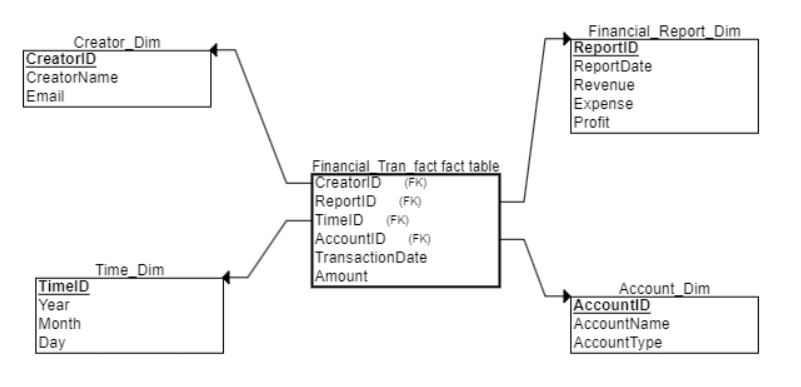 Creator_Dim
CreatorID
CreatorName
Email
Financial_Report_Dim
ReportID
ReportDate
Revenue
Expense
Profit
Financial_Tran_fact fact table
CreatorID (FK)
ReportID (FK)
TimeID (FK)
AccountID (FK)
TransactionDate
Amount
Time_Dim
TimeID
Year
Month
Day
Account_Dim
AccountID
AccountName
AccountType